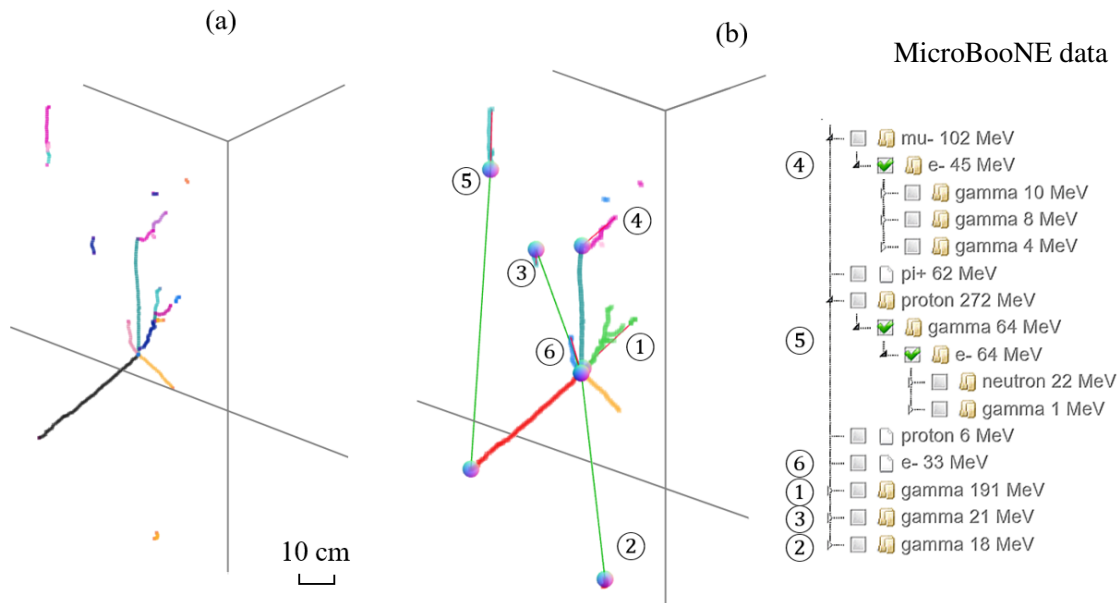 (a)
(b)
MicroBooNE data
⑤
④
③
⑥
①
②
10 cm
mu- 102 MeV
④ e- 45 MeV
gamma 10 MeV
gamma 8 MeV
gamma 4 MeV
pi+ 62 MeV
proton 272 MeV
⑤ gamma 64 MeV
e- 64 MeV
neutron 22 MeV
gamma 1 MeV
proton 6 MeV
⑥ e- 33 MeV
① gamma 191 MeV
③ gamma 21 MeV
② gamma 18 MeV